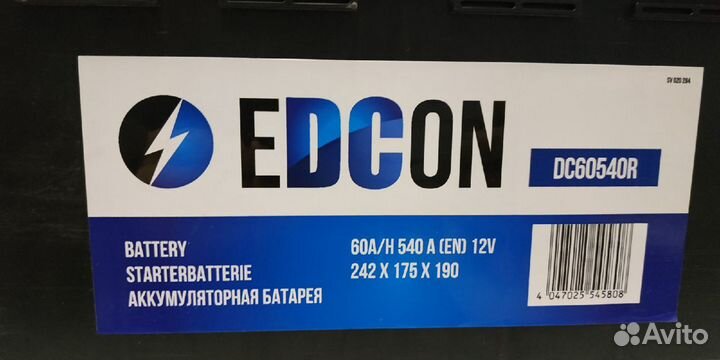 SV 020 284
EDCON
DC60540R
BATTERY
60A/H 540 A (EN) 12V
STARTERBATTERIE
242 X 175 X 190
АККУМУЛЯТОРНАЯ БАТАРЕЯ
4 047025 545808
Avito